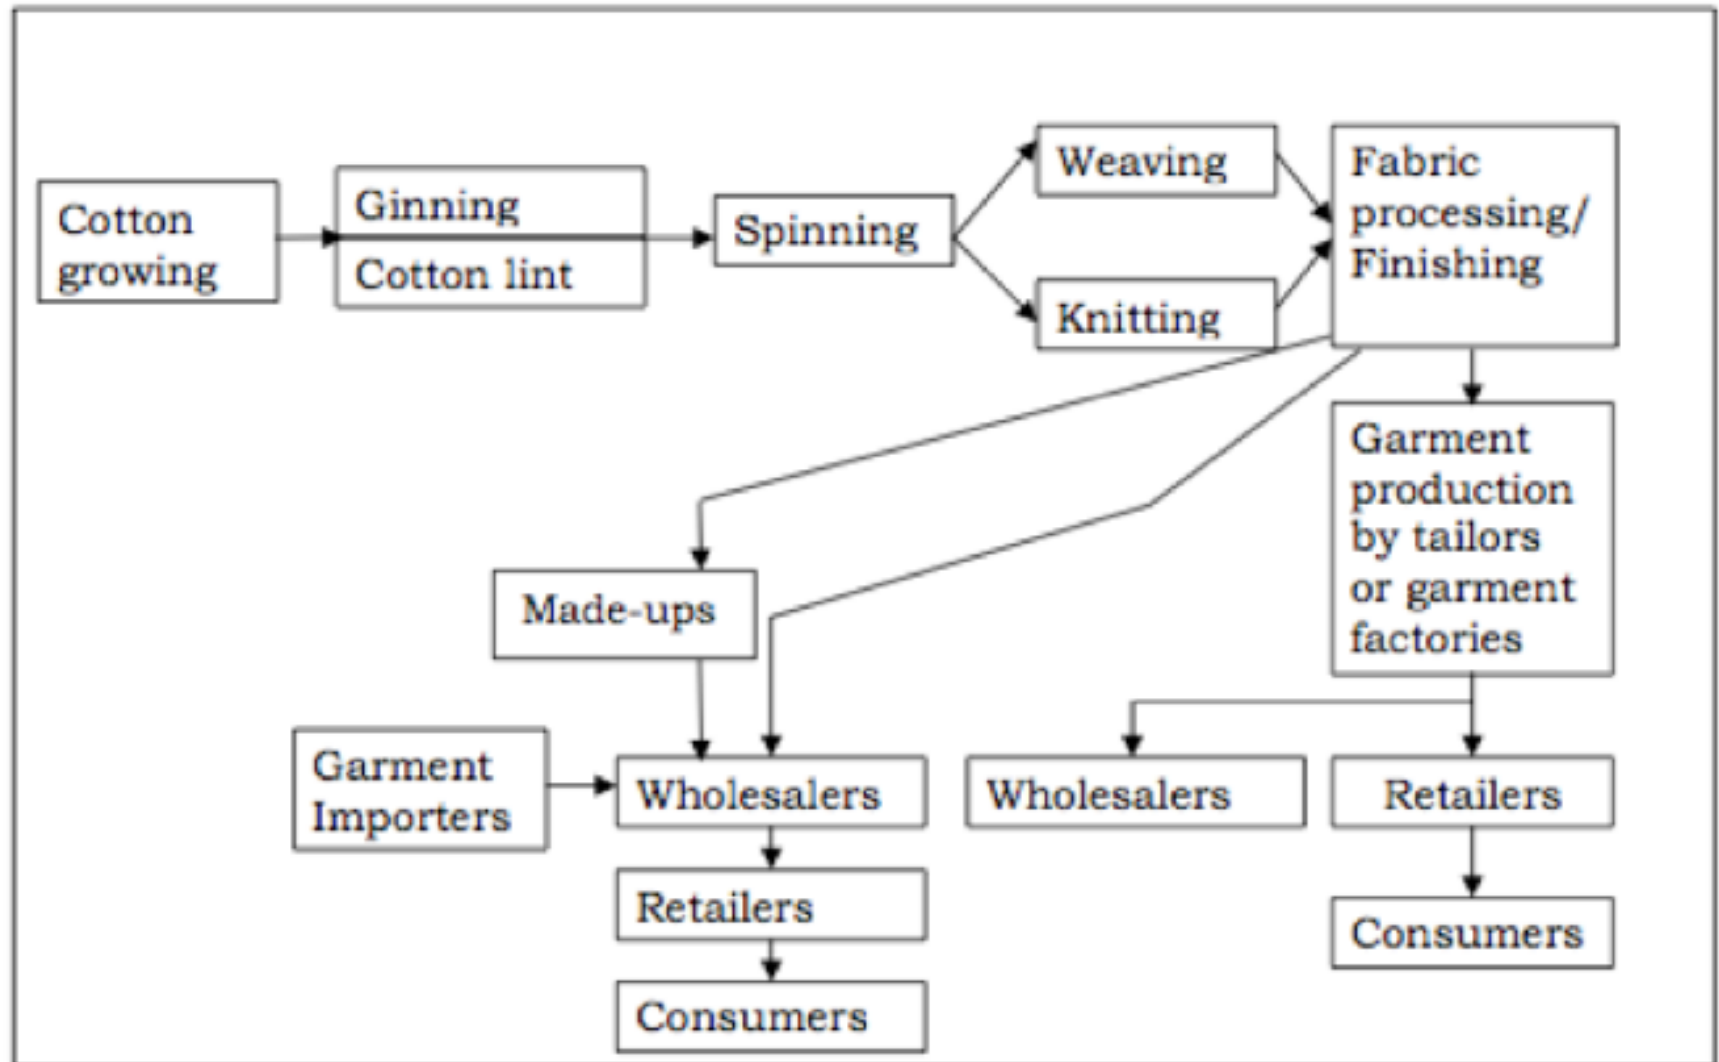 Cotton
growing
Ginning
Cotton lint
Spinning
Weaving
Knitting
Fabric
processing/
Finishing
Garment
production
by tailors
or garment
factories
Made-ups
Garment
Importers
Wholesalers
Retailers
Consumers
Wholesalers
Retailers
Consumers